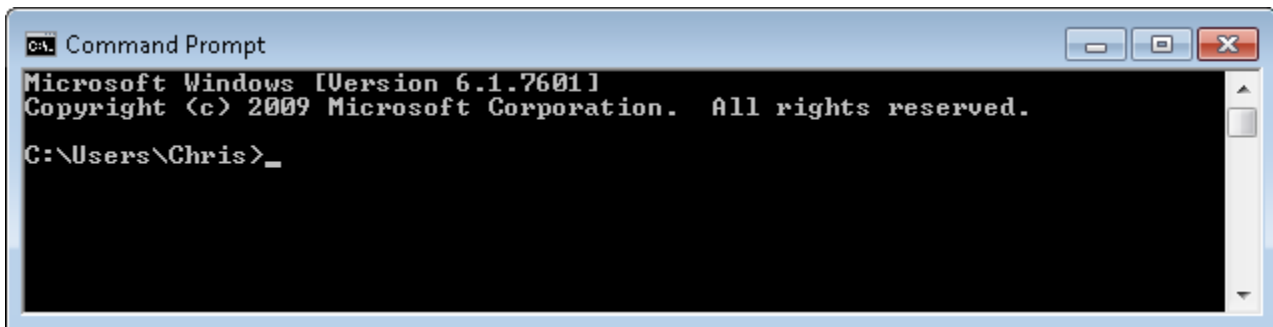 C:\.
Command Prompt
Microsoft Windows [Version 6.1.7601]
Copyright (c) 2009 Microsoft Corporation.  All rights reserved.
C:\Users\Chris>_